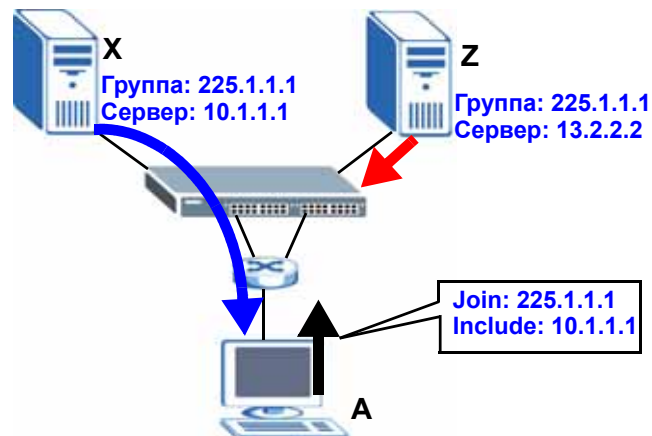 X
Группа: 225.1.1.1
Сервер: 10.1.1.1
Z
Группа: 225.1.1.1
Сервер: 13.2.2.2
Join: 225.1.1.1
Include: 10.1.1.1
A